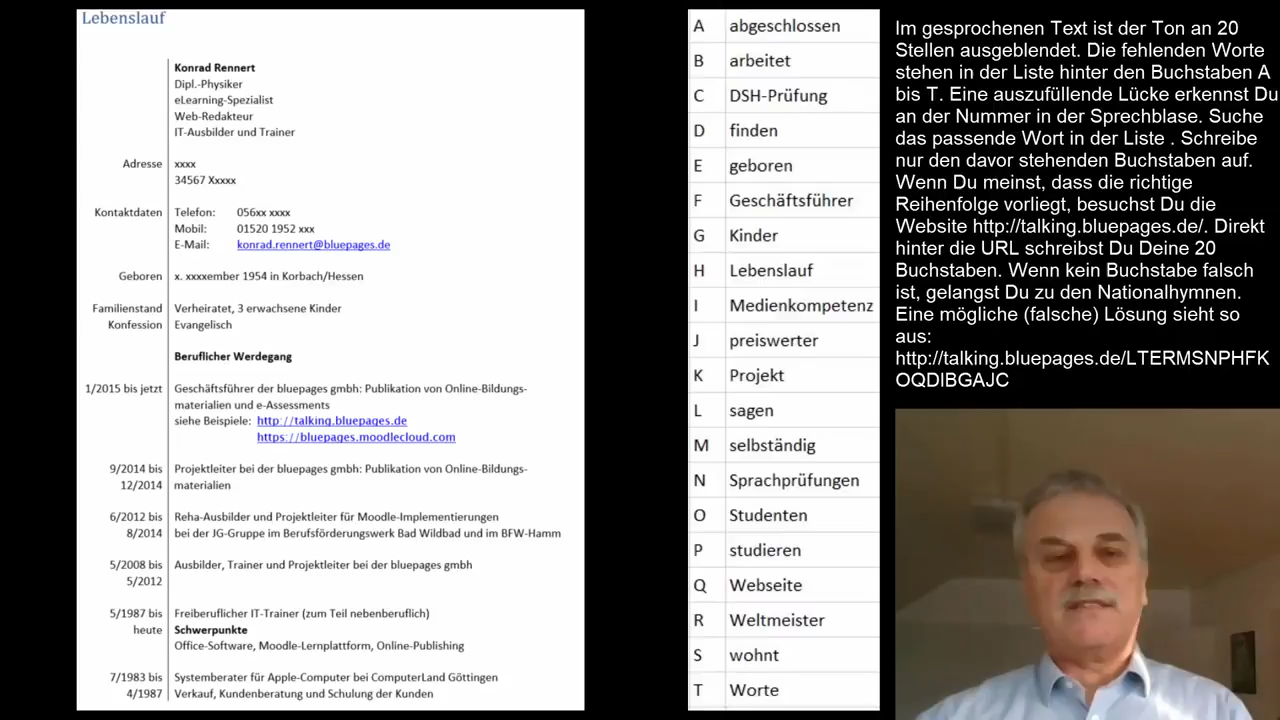 Lebenslauf
Konrad Rennert
Dipl.-Physiker
eLearning-Spezialist
Web-Redakteur
IT-Ausbilder und Trainer
Adresse xxxx
34567 Xxxxx
Kontaktdaten Telefon: 056xx xxxx
Mobil: 01520 1952 xxx
E-Mail: konrad.rennert@bluepages.de
Geboren x. xxxxember 1954 in Korbach/Hessen
Familienstand Verheiratet, 3 erwachsene Kinder
Konfession Evangelisch
Beruflicher Werdegang
1/2015 bis jetzt Geschäftsführer der bluepages gmbh: Publikation von Online-Bildungs-
materialien und e-Assessments
siehe Beispiele: http://talking.bluepages.de
https://bluepages.moodlecloud.com
9/2014 bis Projektleiter bei der bluepages gmbh: Publikation von Online-Bildungs-
12/2014 materialien
6/2012 bis Reha-Ausbilder und Projektleiter für Moodle-Implementierungen
8/2014 bei der JG-Gruppe im Berufsförderungswerk Bad Wildbad und im BFW-Hamm
5/2008 bis Ausbilder, Trainer und Projektleiter bei der bluepages gmbh
5/2012
5/1987 bis Freiberuflicher IT-Trainer (zum Teil nebenberuflich)
heute Schwerpunkte
Office-Software, Moodle-Lernplattform, Online-Publishing
7/1983 bis Systemberater für Apple-Computer bei ComputerLand Göttingen
4/1987 Verkauf, Kundenberatung und Schulung der Kunden
A abgeschlossen
B arbeitet
C DSH-Prüfung
D finden
E geboren
F Geschäftsführer
G Kinder
H Lebenslauf
I Medienkompetenz
J preiswerter
K Projekt
L sagen
M selbständig
N Sprachprüfungen
O Studenten
P studieren
Q Webseite
R Weltmeister
S wohnt
T Worte
Im gesprochenen Text ist der Ton an 20
Stellen ausgeblendet. Die fehlenden Worte
stehen in der Liste hinter den Buchstaben A
bis T. Eine auszufüllende Lücke erkennst Du
an der Nummer in der Sprechblase. Suche
das passende Wort in der Liste . Schreibe
nur den davor stehenden Buchstaben auf.
Wenn Du meinst, dass die richtige
Reihenfolge vorliegt, besuchst Du die
Website http://talking.bluepages.de/. Direkt
hinter die URL schreibst Du Deine 20
Buchstaben. Wenn kein Buchstabe falsch
ist, gelangst Du zu den Nationalhymnen.
Eine mögliche (falsche) Lösung sieht so
aus:
http://talking.bluepages.de/LTERMSNPHFK
OQDIBGAJC